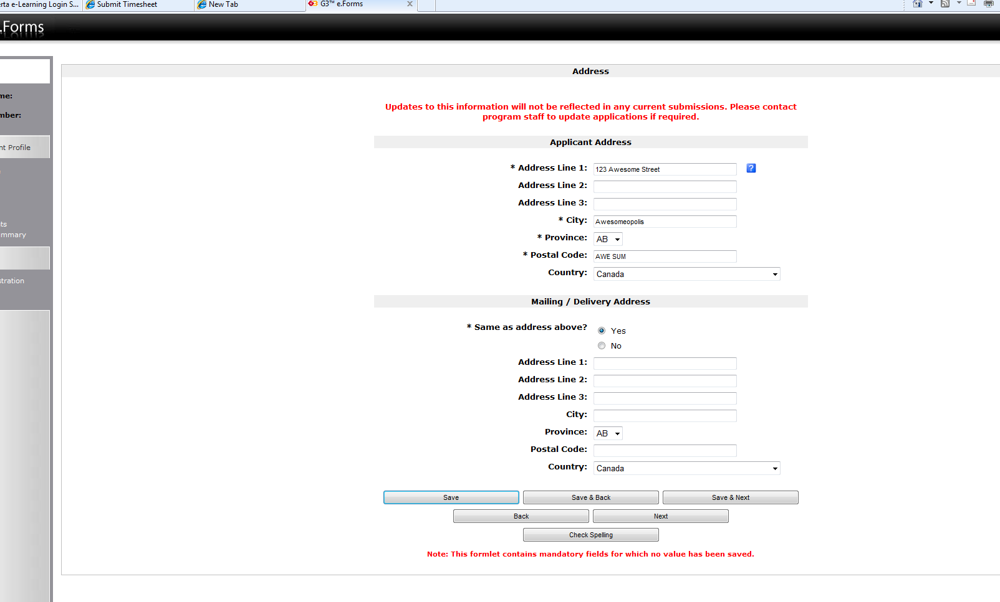 erta e-Learning Login S... Submit Timesheet New Tab G3™ e.Forms X
.Forms
me:
mber:
nt Profile
ts
mmary
stration
Address
Updates to this information will not be reflected in any current submissions. Please contact
program staff to update applications if required.
Applicant Address
* Address Line 1: 123 Awesome Street ?
Address Line 2:
Address Line 3:
* City: Awesomeopolis
* Province: AB
* Postal Code: AWE SUM
Country: Canada
Mailing / Delivery Address
* Same as address above? Yes
No
Address Line 1:
Address Line 2:
Address Line 3:
City:
Province: AB
Postal Code:
Country: Canada
Save Save & Back Save & Next
Back Next
Check Spelling
Note: This formlet contains mandatory fields for which no value has been saved.